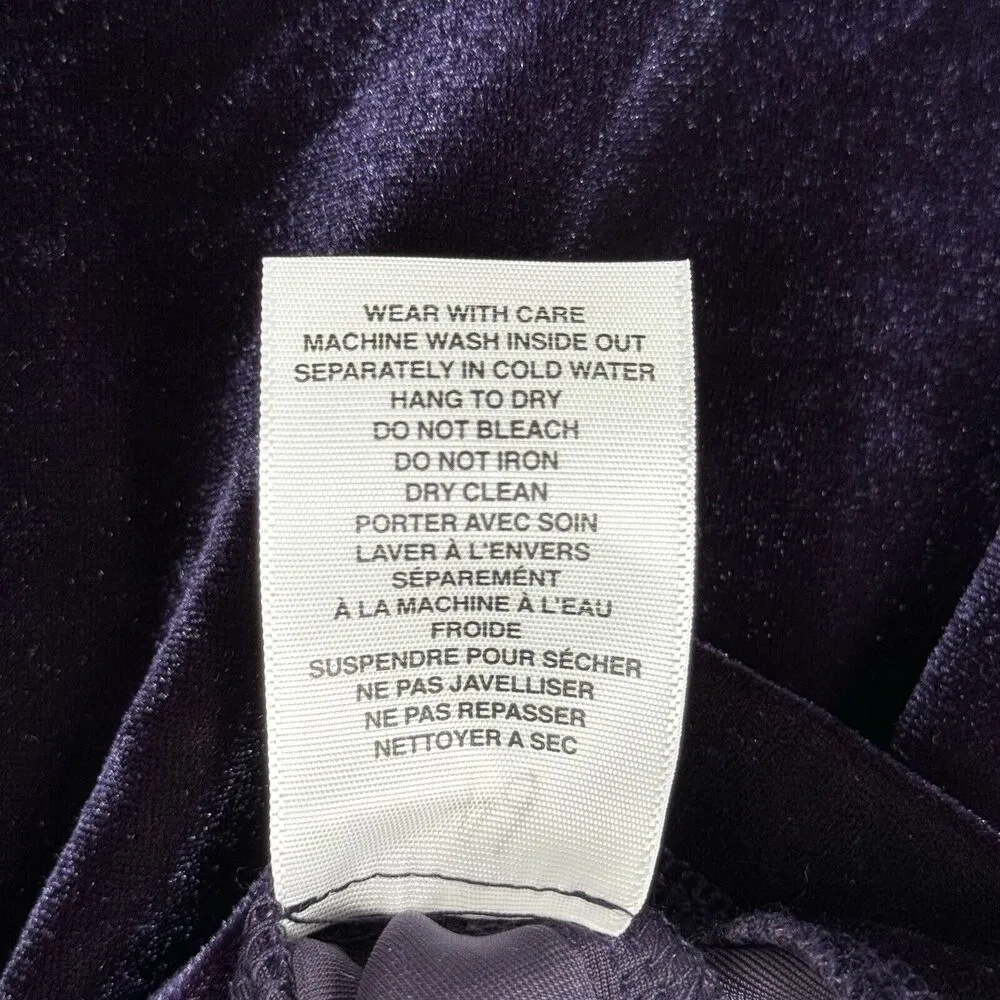 WEAR WITH CARE
MACHINE WASH INSIDE OUT
SEPARATELY IN COLD WATER
HANG TO DRY
DO NOT BLEACH
DO NOT IRON
DRY CLEAN
PORTER AVEC SOIN
LAVER À L'ENVERS
SÉPAREMÉNT
À LA MACHINE À L'EAU
FROIDE
SUSPENDRE POUR SÉCHER
NE PAS JAVELLISER
NE PAS REPASSER
NETTOYER A SEC